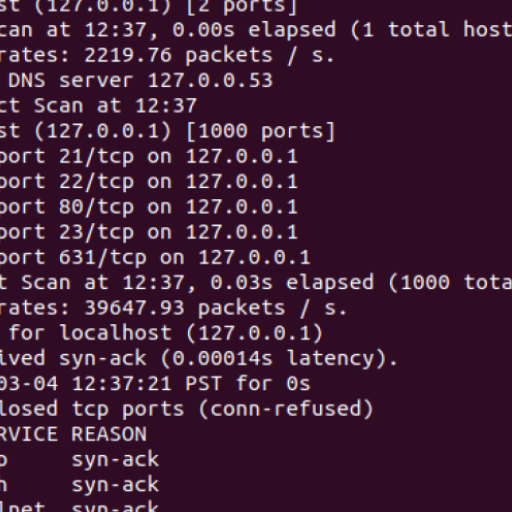 st (127.0.0.1) [2 ports]
can at 12:37, 0.00s elapsed (1 total host
rates: 2219.76 packets / s.
DNS server 127.0.0.53
ct Scan at 12:37
st (127.0.0.1) [1000 ports]
port 21/tcp on 127.0.0.1
port 22/tcp on 127.0.0.1
port 80/tcp on 127.0.0.1
port 23/tcp on 127.0.0.1
port 631/tcp on 127.0.0.1
t Scan at 12:37, 0.03s elapsed (1000 tota
rates: 39647.93 packets / s.
for localhost (127.0.0.1)
ived syn-ack (0.00014s latency).
03-04 12:37:21 PST for 0s
losed tcp ports (conn-refused)
RVICE REASON
p syn-ack
h syn-ack
lnet syn-ack